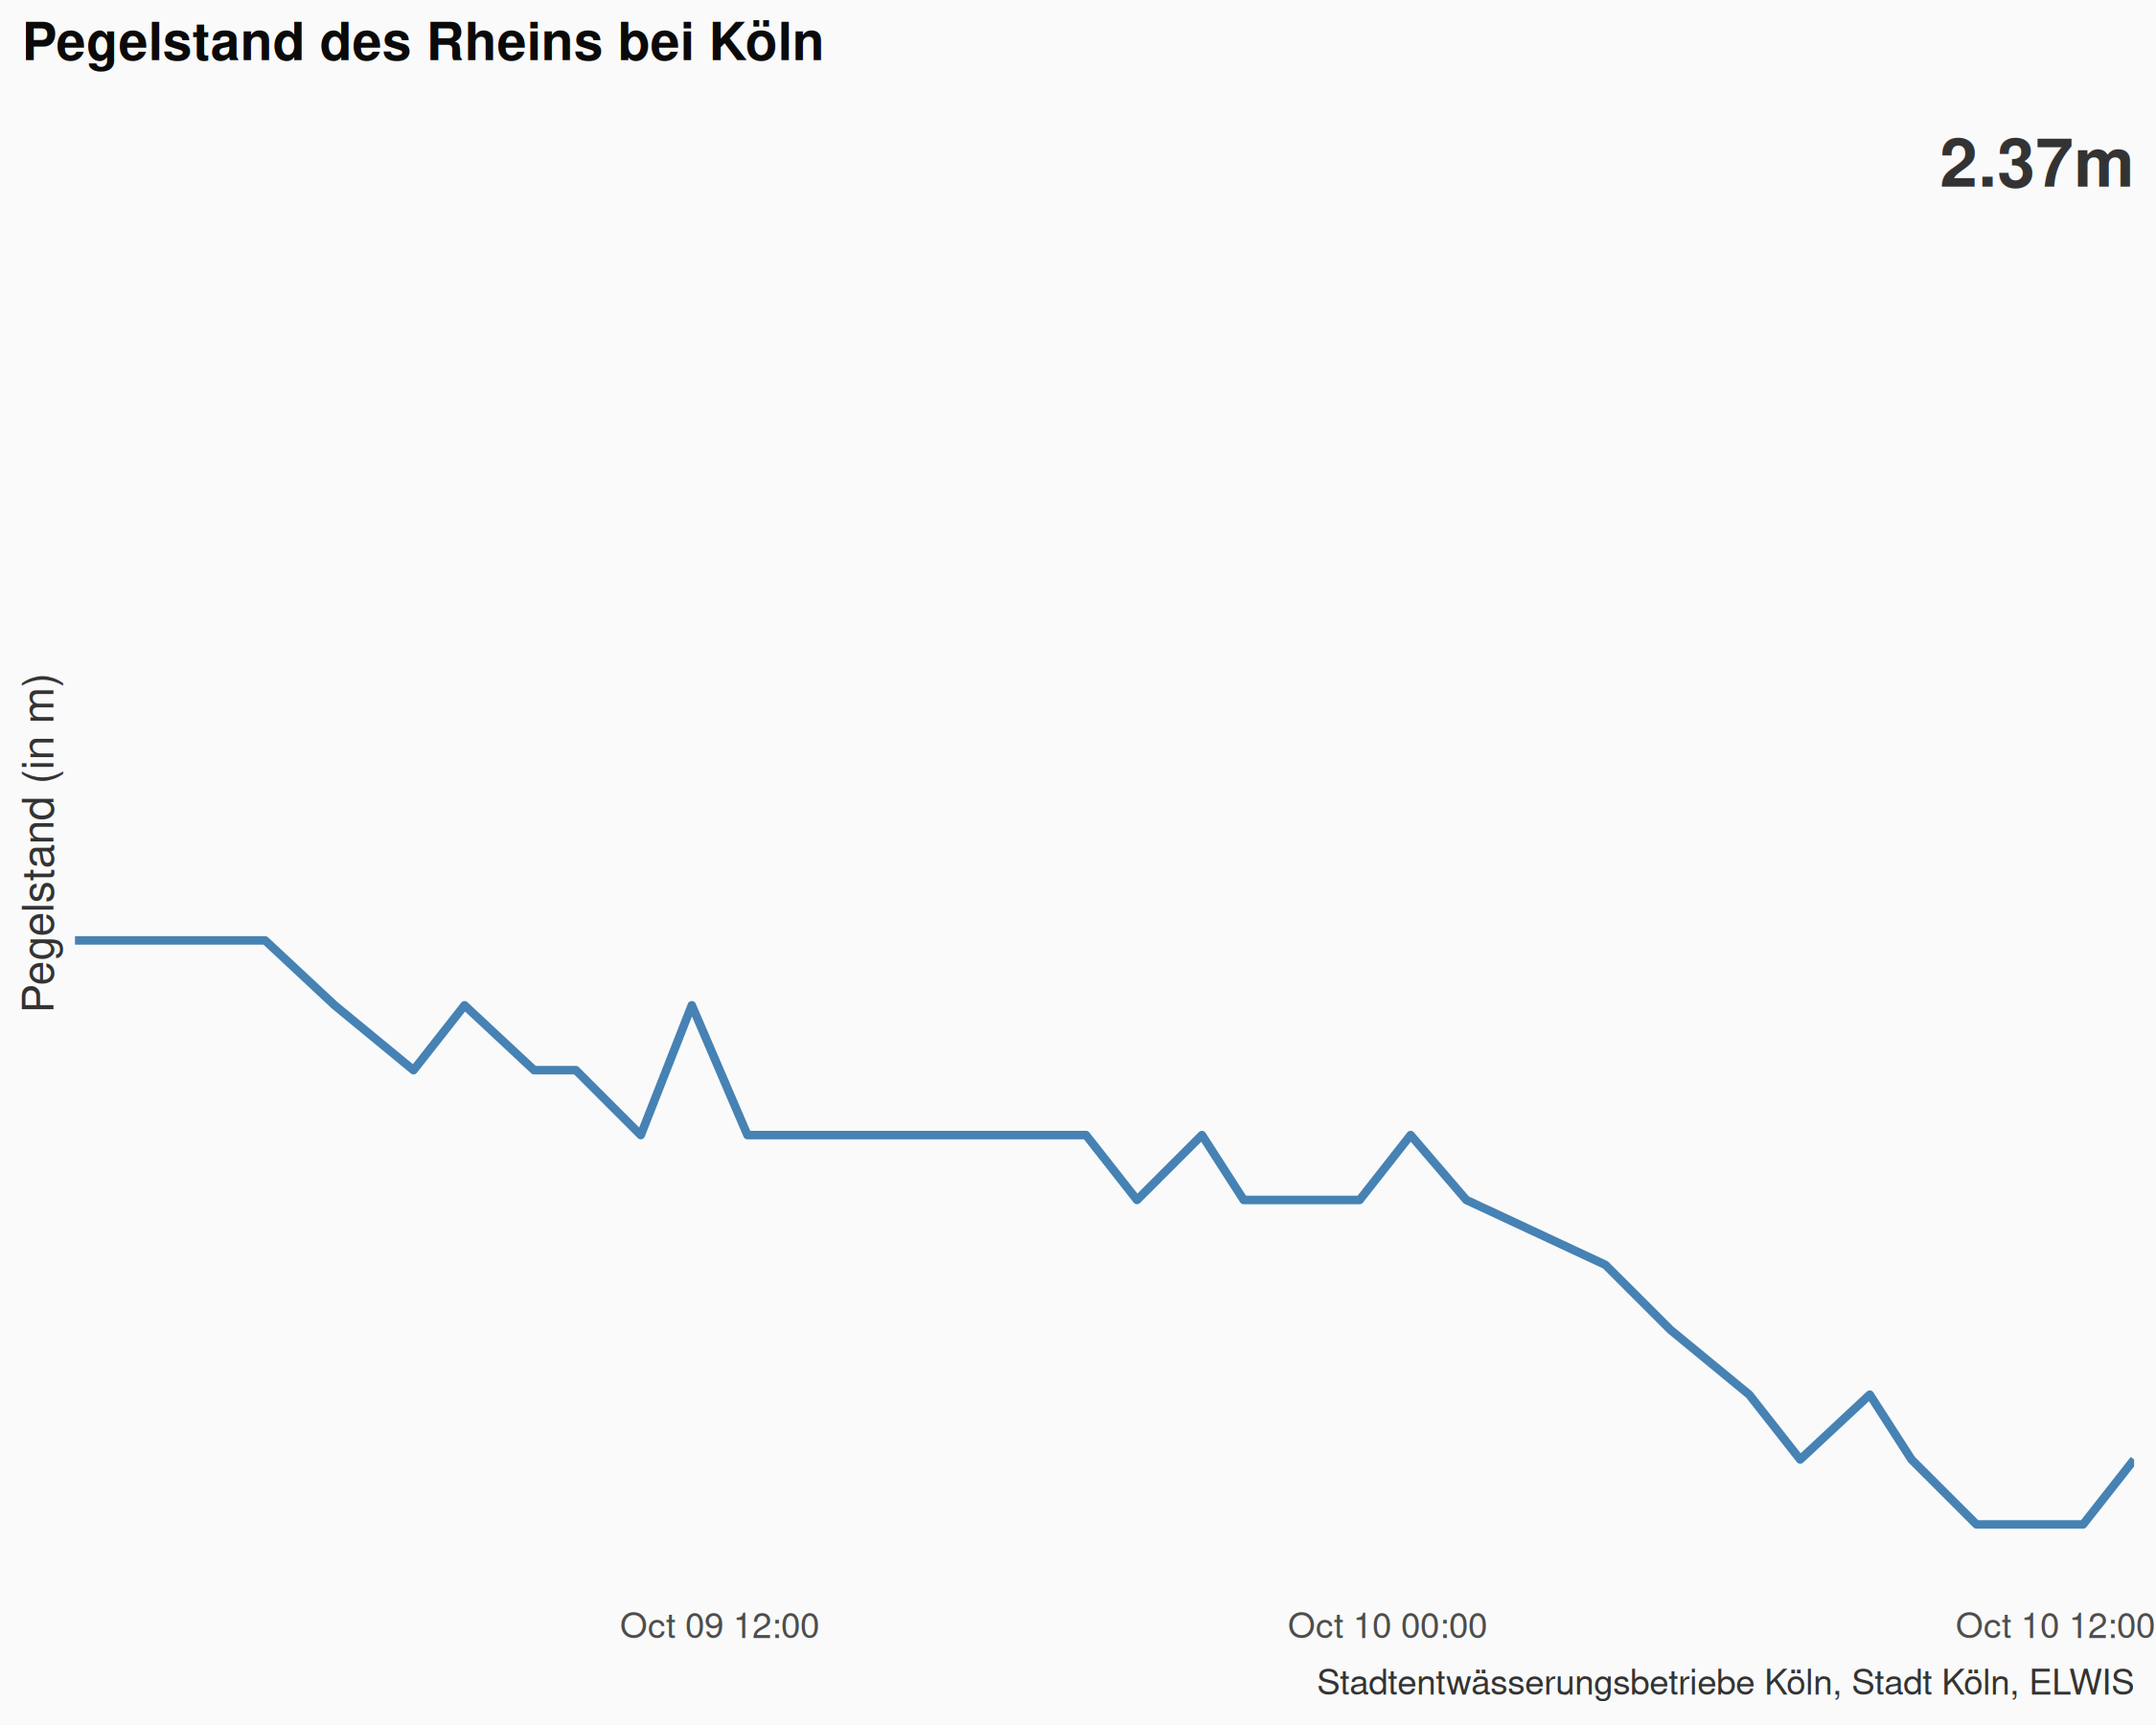 Pegelstand des Rheins bei Köln
2.37m
Pegelstand (in m)
Oct 09 12:00
Oct 10 00:00
Oct 10 12:00
Stadtentwässerungsbetriebe Köln, Stadt Köln, ELWIS